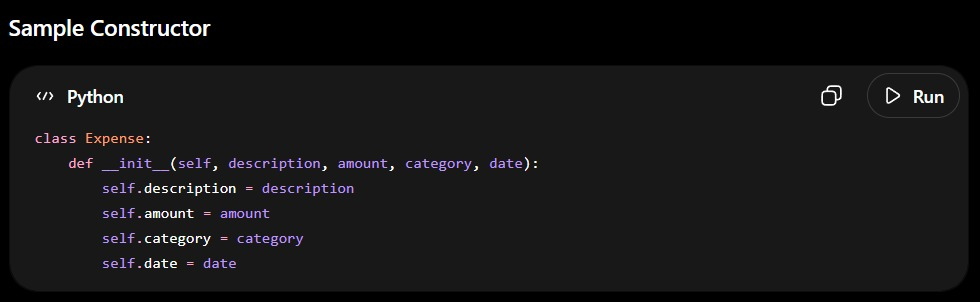 Sample Constructor
Python
Run
class Expense:
    def __init__(self, description, amount, category, date):
        self.description = description
        self.amount = amount
        self.category = category
        self.date = date